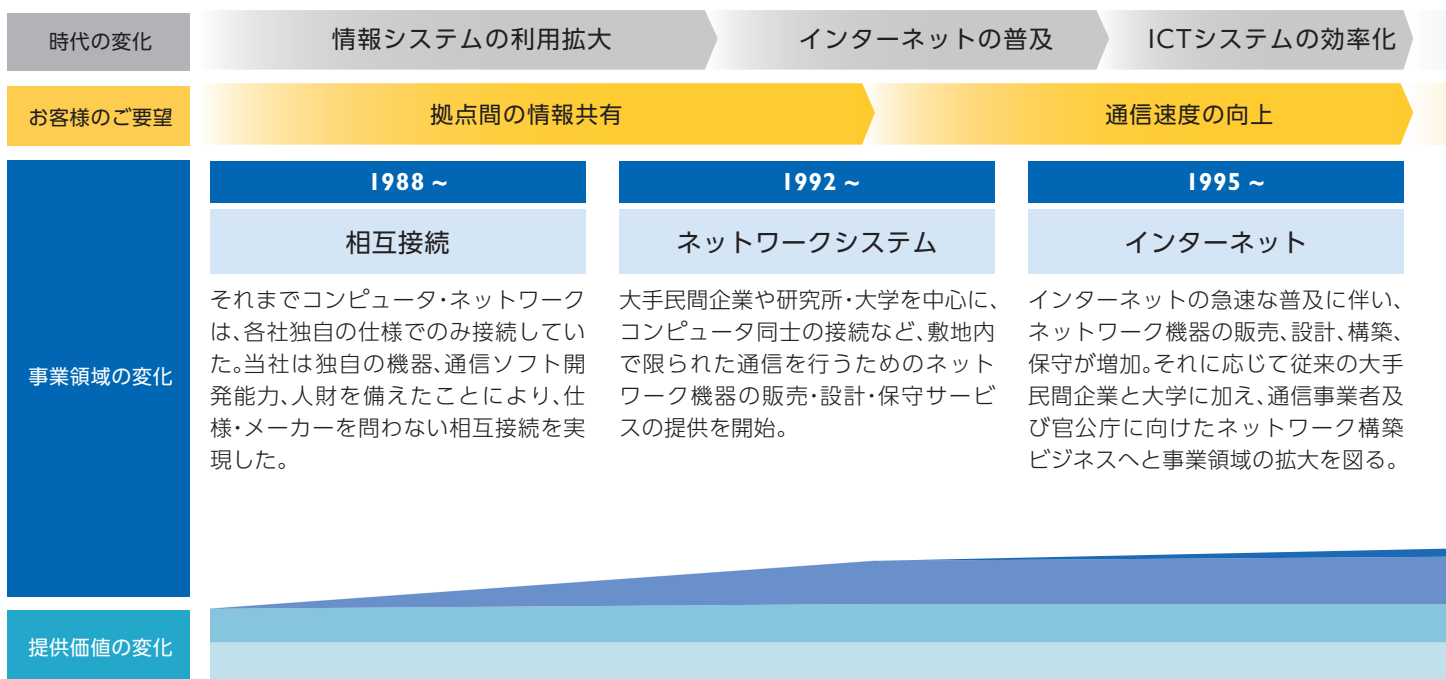 時代の変化
情報システムの利用拡大
インターネットの普及
ICTシステムの効率化
お客様のご要望
拠点間の情報共有
通信速度の向上
事業領域の変化
1988 ~
相互接続
それまでコンピュータ・ネットワーク
は、各社独自の仕様でのみ接続してい
た。当社は独自の機器、通信ソフト開
発能力、人財を備えたことにより、仕
様・メーカーを問わない相互接続を実
現した。
1992 ~
ネットワークシステム
大手民間企業や研究所・大学を中心に、
コンピュータ同士の接続など、敷地内
で限られた通信を行うためのネット
ワーク機器の販売・設計・保守サービ
スの提供を開始。
1995 ~
インターネット
インターネットの急速な普及に伴い、
ネットワーク機器の販売、設計、構築、
保守が増加。それに応じて従来の大手
民間企業と大学に加え、通信事業者及
び官公庁に向けたネットワーク構築
ビジネスへと事業領域の拡大を図る。
提供価値の変化